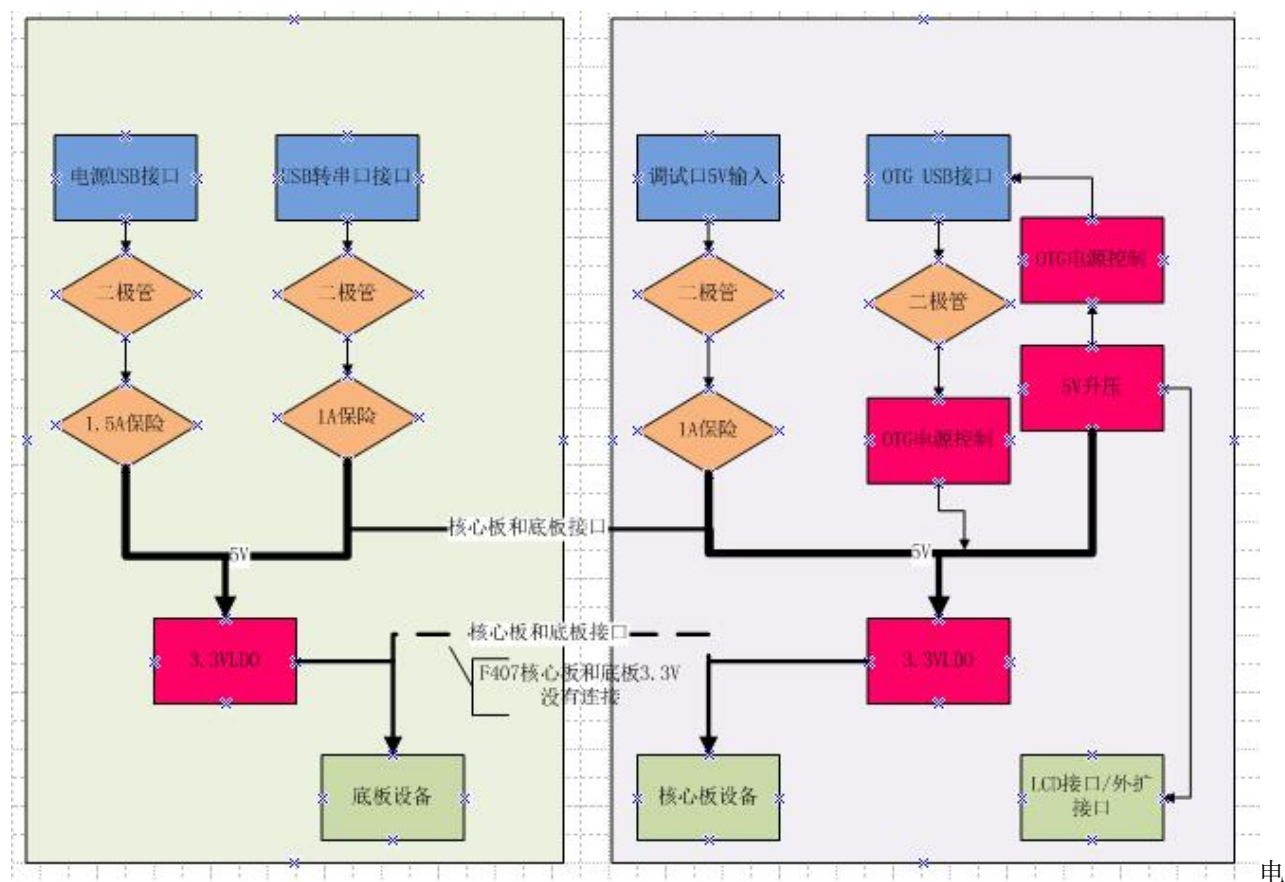 电源USB接口
USB转串口接口
调试口5V输入
OTG USB接口
OTG电源控制
二极管
二极管
二极管
二极管
5V升压
1.5A保险
1A保险
1A保险
OTG电源控制
核心板和底板接口
5V
5V
核心板和底板接口
3.3VLDO
F407核心板和底板3.3V
没有连接
3.3VLDO
底板设备
核心板设备
LCD接口/外扩
接口
电